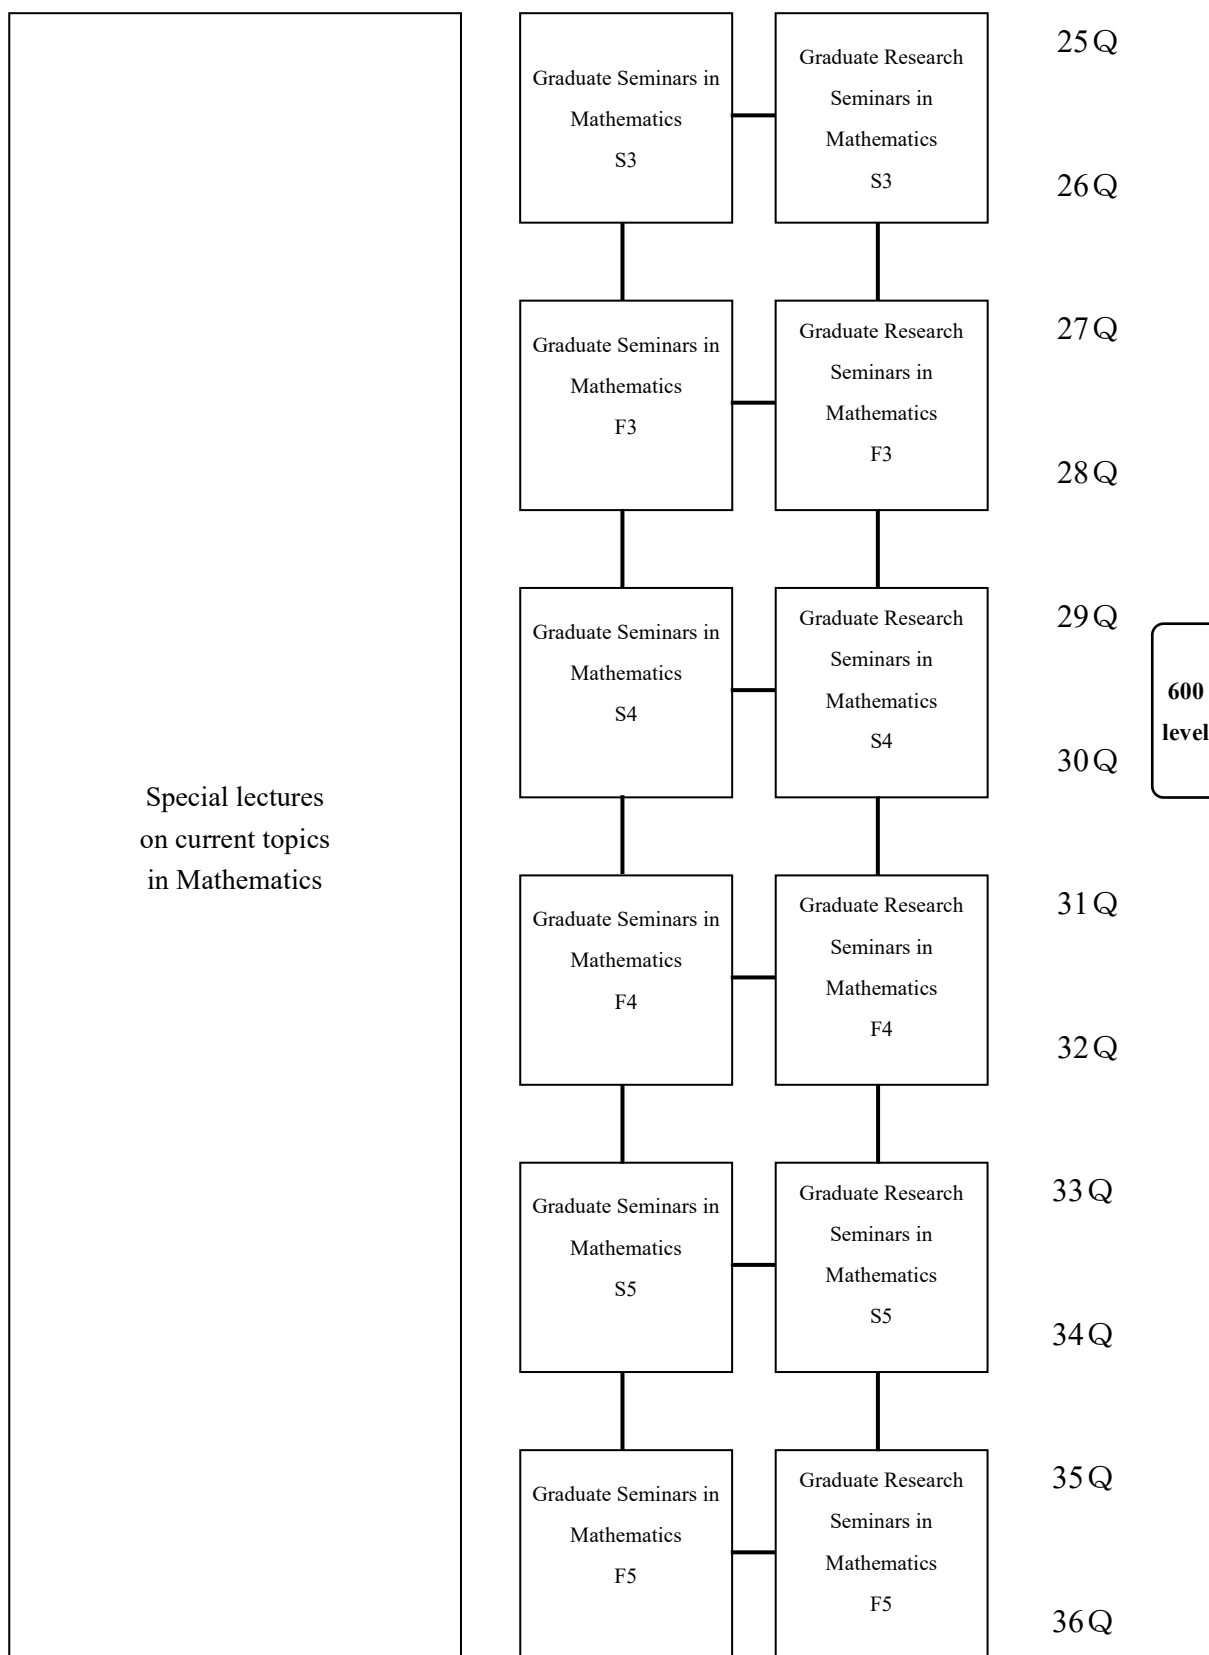 Special lectures
on current topics
in Mathematics
Graduate Seminars in
Mathematics
S3
Graduate Research
Seminars in
Mathematics
S3
25Q
26Q
Graduate Seminars in
Mathematics
F3
Graduate Research
Seminars in
Mathematics
F3
27Q
28Q
Graduate Seminars in
Mathematics
S4
Graduate Research
Seminars in
Mathematics
S4
29Q
30Q
600
level
Graduate Seminars in
Mathematics
F4
Graduate Research
Seminars in
Mathematics
F4
31Q
32Q
Graduate Seminars in
Mathematics
S5
Graduate Research
Seminars in
Mathematics
S5
33Q
34Q
Graduate Seminars in
Mathematics
F5
Graduate Research
Seminars in
Mathematics
F5
35Q
36Q